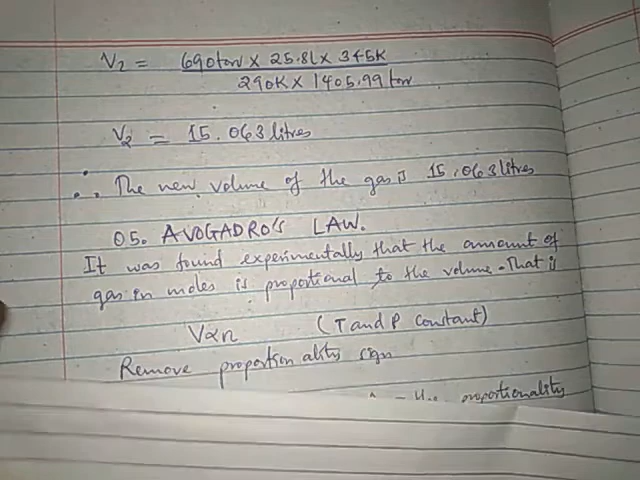 V₂ = 690torr × 25.8L × 345K
290K × 1405.99 torr
V₂ = 15.063 litres
∴ The new volume of the gas is 15.063 litres
05. AVOGADRO'S LAW.
It was found experimentally that the amount of
gas in moles is proportional to the volume. That is
V∝n (T and P constant)
Remove proportionality sign
the proportionality